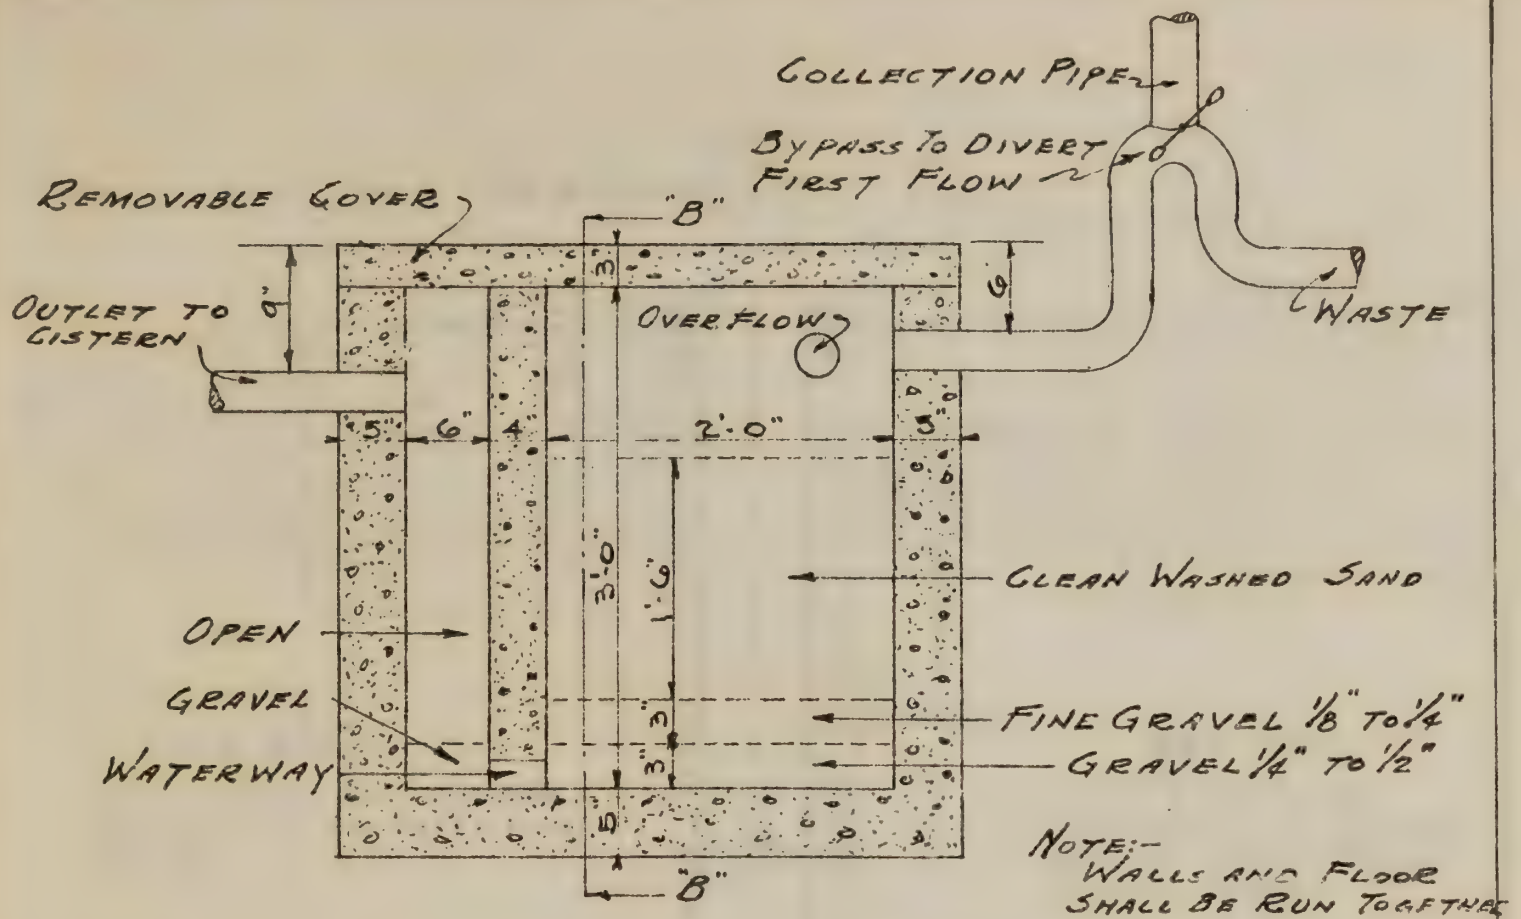 COLLECTION PIPE
BYPASS TO DIVERT
FIRST FLOW
REMOVABLE COVER
"B"
3"
9"
6"
OUTLET TO
CISTERN
OVERFLOW
WASTE
5"
6"
4"
2'-0"
5"
3'-0"
1'-6"
CLEAN WASHED SAND
OPEN
GRAVEL
3"
FINE GRAVEL 1/8" TO 1/4"
WATERWAY
3"
GRAVEL 1/4" TO 1/2"
5"
"B"
NOTE:-
WALLS AND FLOOR
SHALL BE RUN TOGETHER